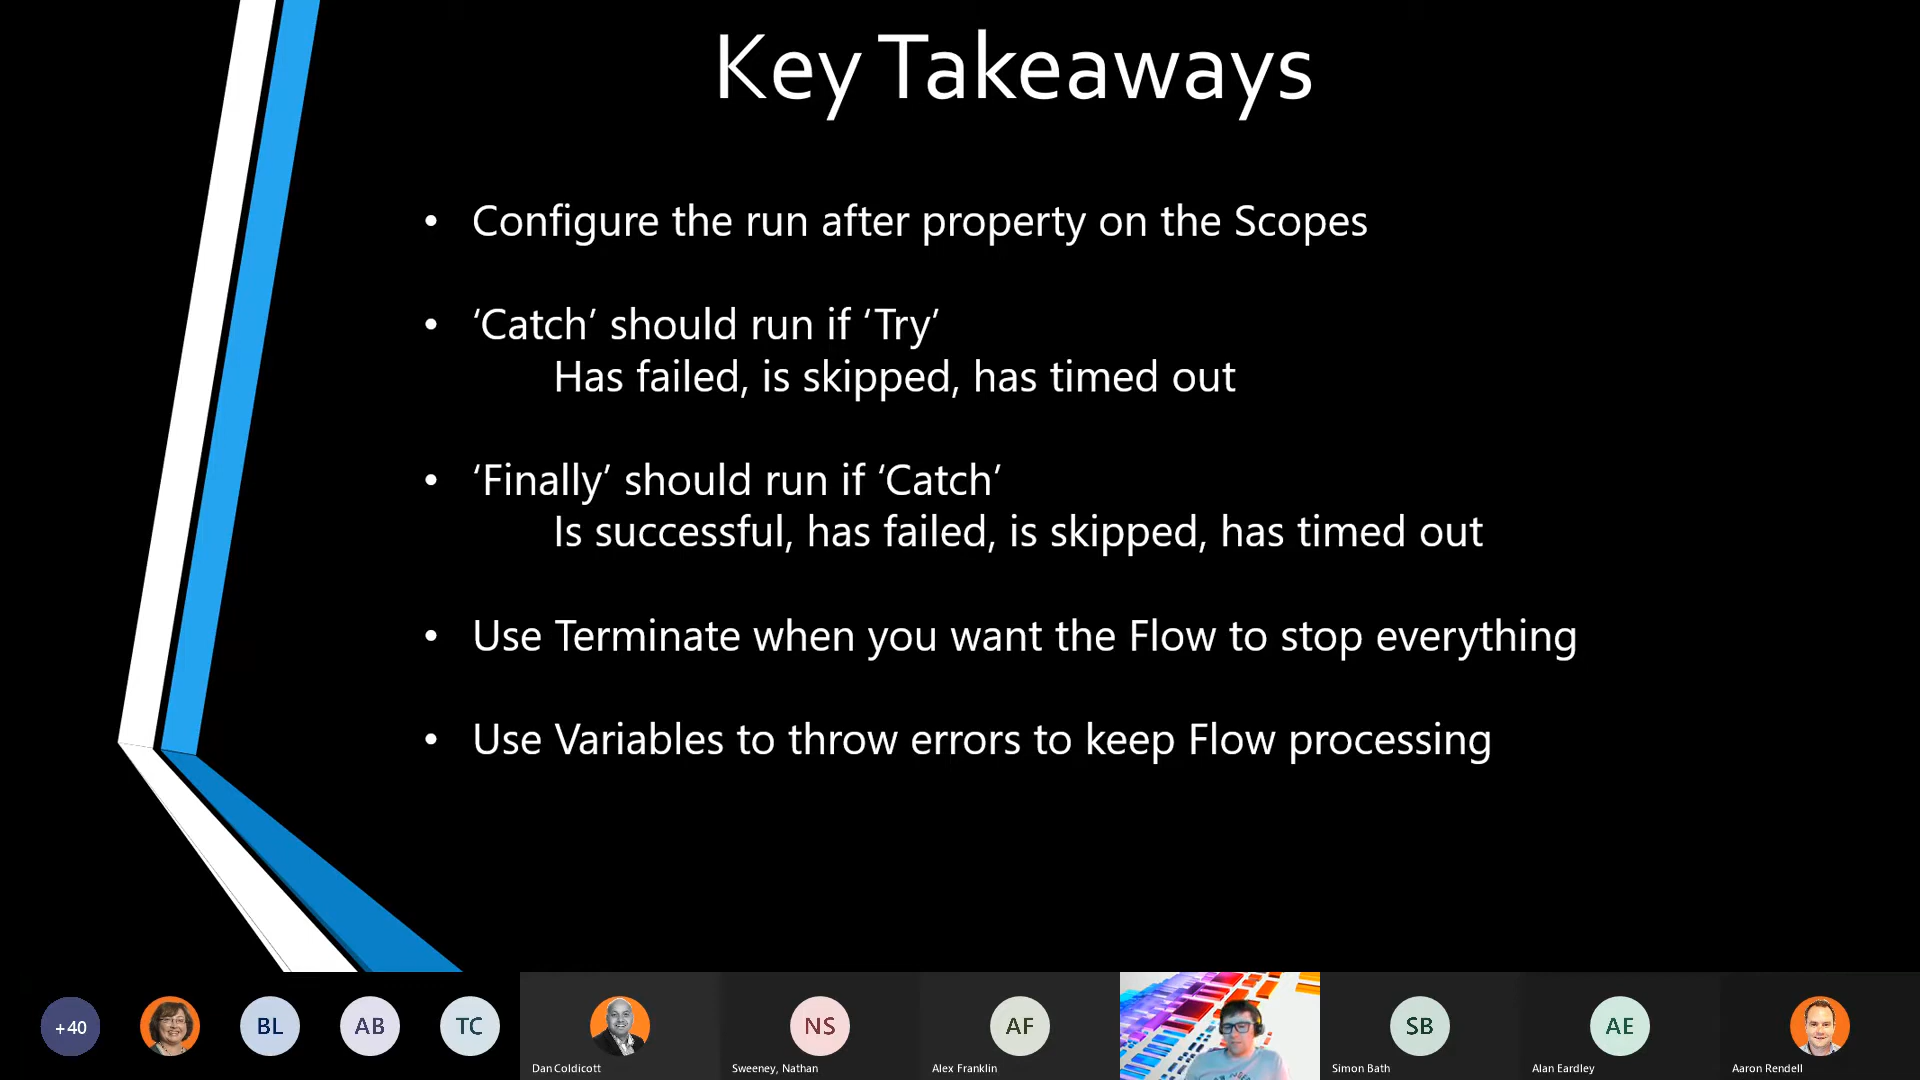 Key Takeaways
• Configure the run after property on the Scopes
• ‘Catch’ should run if ‘Try’
Has failed, is skipped, has timed out
• ‘Finally’ should run if ‘Catch’
Is successful, has failed, is skipped, has timed out
• Use Terminate when you want the Flow to stop everything
• Use Variables to throw errors to keep Flow processing
+40
BL
AB
TC
NS
AF
SB
AE
Dan Coldicott
Sweeney, Nathan
Alex Franklin
Simon Bath
Alan Eardley
Aaron Rendell